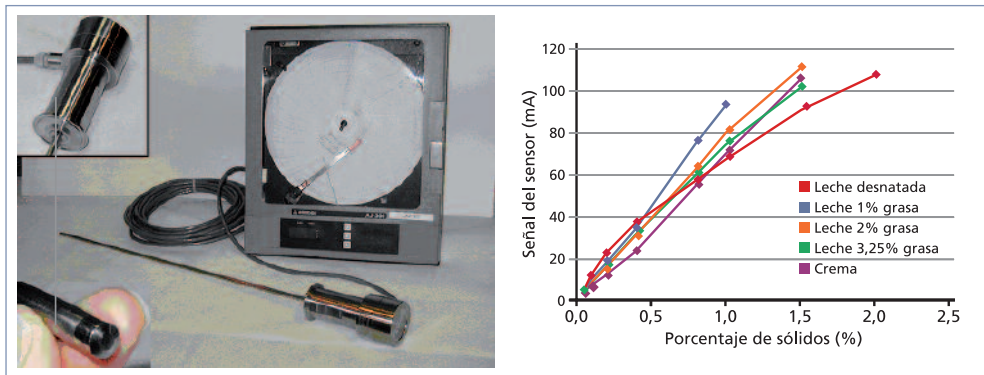 120
100
80
60
40
20
0
Señal del sensor (mA)
Leche desnatada
Leche 1% grasa
Leche 2% grasa
Leche 3,25% grasa
Crema
0,0 0,5 1,0 1,5 2,0 2,5
Porcentaje de sólidos (%)